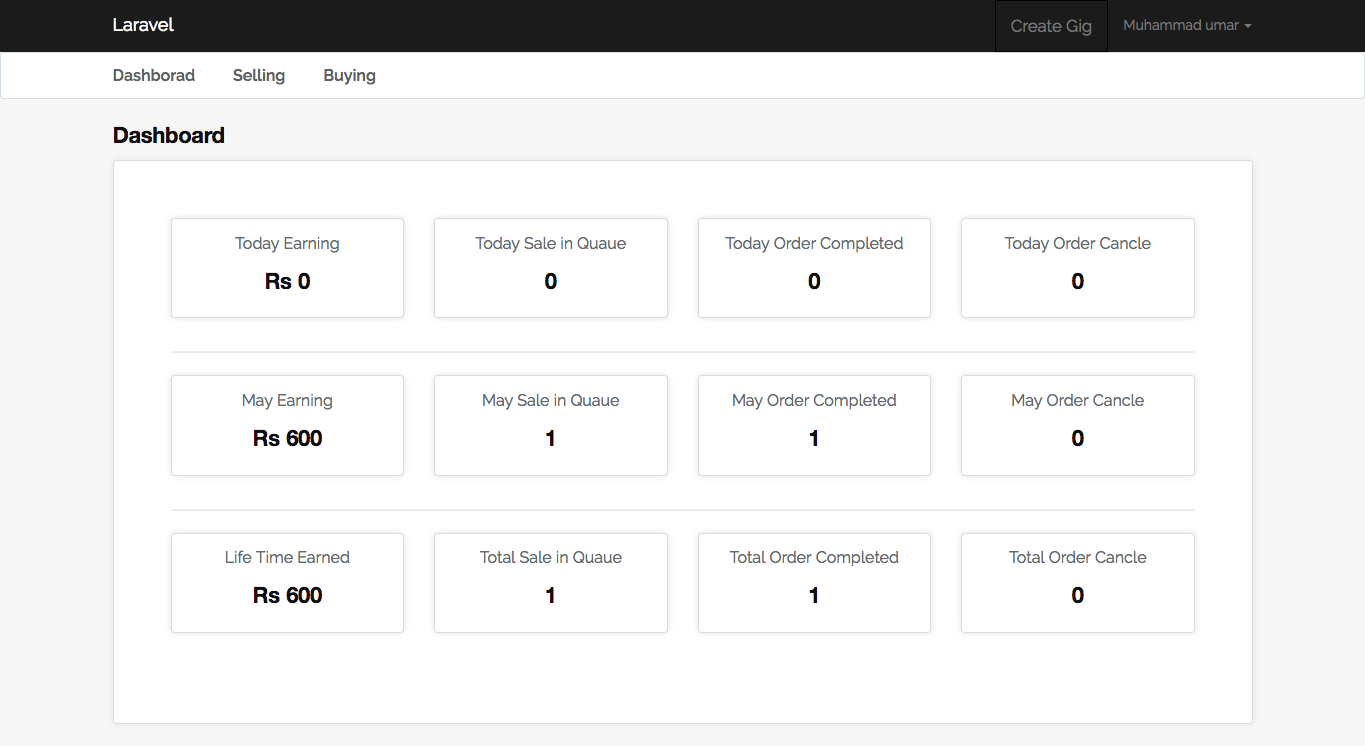 Laravel
Create Gig
Muhammad umar
Dashborad Selling Buying
Dashboard
Today Earning
Rs 0
Today Sale in Quaue
0
Today Order Completed
0
Today Order Cancle
0
May Earning
Rs 600
May Sale in Quaue
1
May Order Completed
1
May Order Cancle
0
Life Time Earned
Rs 600
Total Sale in Quaue
1
Total Order Completed
1
Total Order Cancle
0